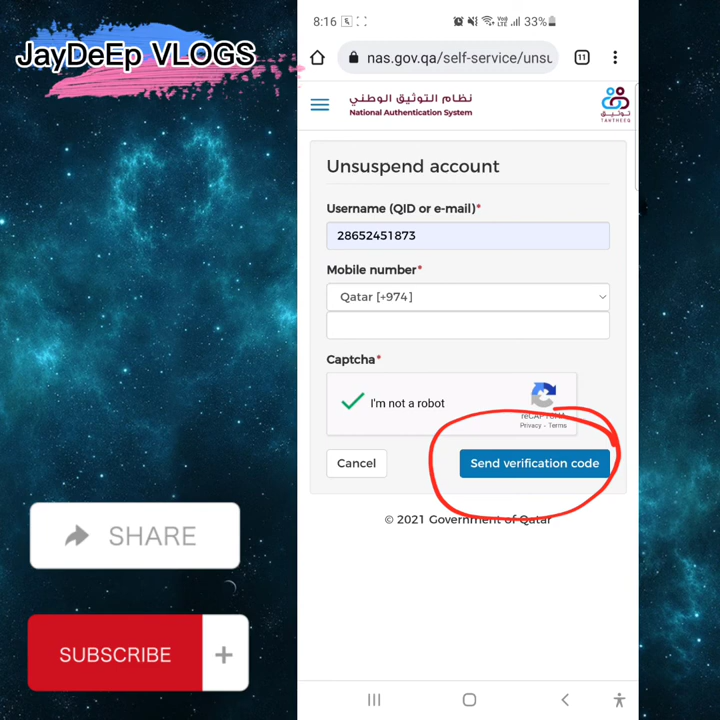 JayDeEp VLOGS
8:16
33%
nas.gov.qa/self-service/unsu
11
نظام التوثيق الوطني
National Authentication System
توثيق
TAWTHEEQ
Unsuspend account
Username (QID or e-mail)*
28652451873
Mobile number*
Qatar [+974]
Captcha*
I'm not a robot
reCAPTCHA
Privacy - Terms
Cancel
Send verification code
© 2021 Government of Qatar
SHARE
SUBSCRIBE +